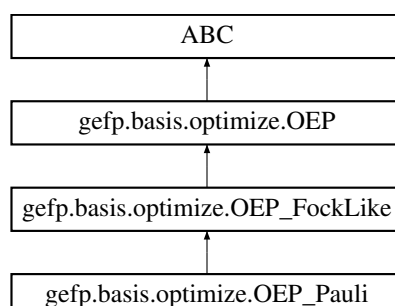 ABC
gefp.basis.optimize.OEP
gefp.basis.optimize.OEP_FockLike
gefp.basis.optimize.OEP_Pauli